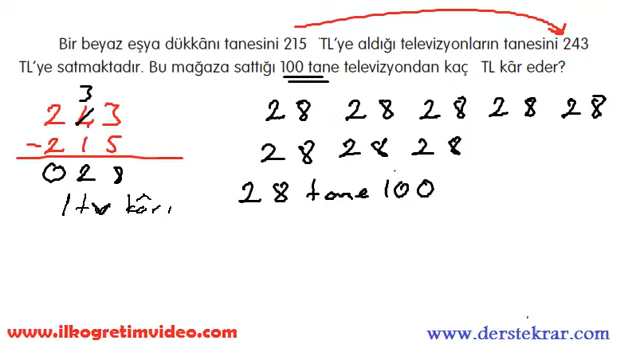 Bir beyaz eşya dükkânı tanesini 215 TL'ye aldığı televizyonların tanesini 243
TL'ye satmaktadır. Bu mağaza sattığı 100 tane televizyondan kaç TL kâr eder?
3
243
-215
028
1 tv kârı
28 28 28 28 28
28 28 28
28 tane 100
www.ilkogretimvideo.com
www.derstekrar.com